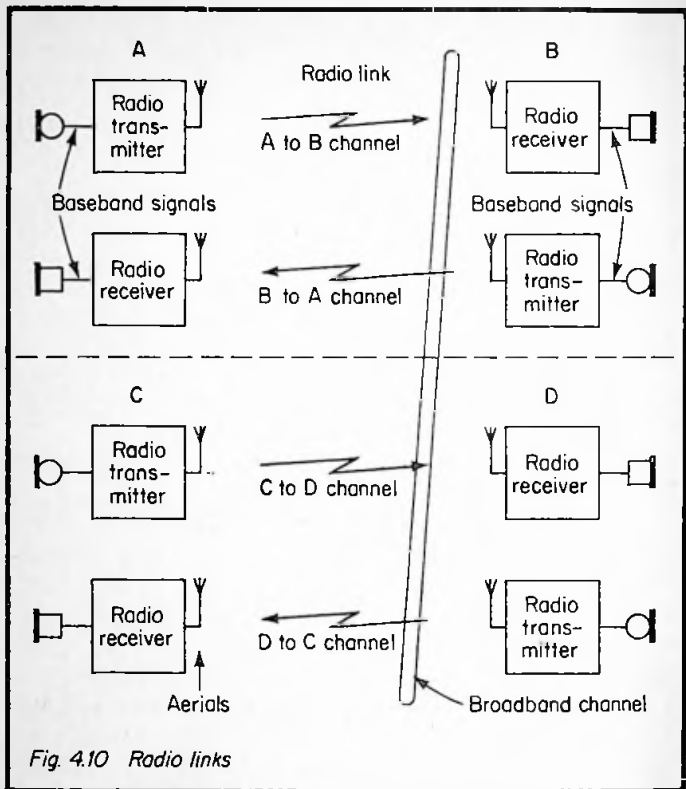 A
Radio link
B
Radio
trans-
mitter
A to B channel
Radio
receiver
Baseband signals
Baseband signals
Radio
receiver
B to A channel
Radio
trans-
mitter
C
D
Radio
trans-
mitter
C to D channel
Radio
receiver
Radio
receiver
D to C channel
Radio
trans-
mitter
Aerials
Broadband channel
Fig. 4.10 Radio links